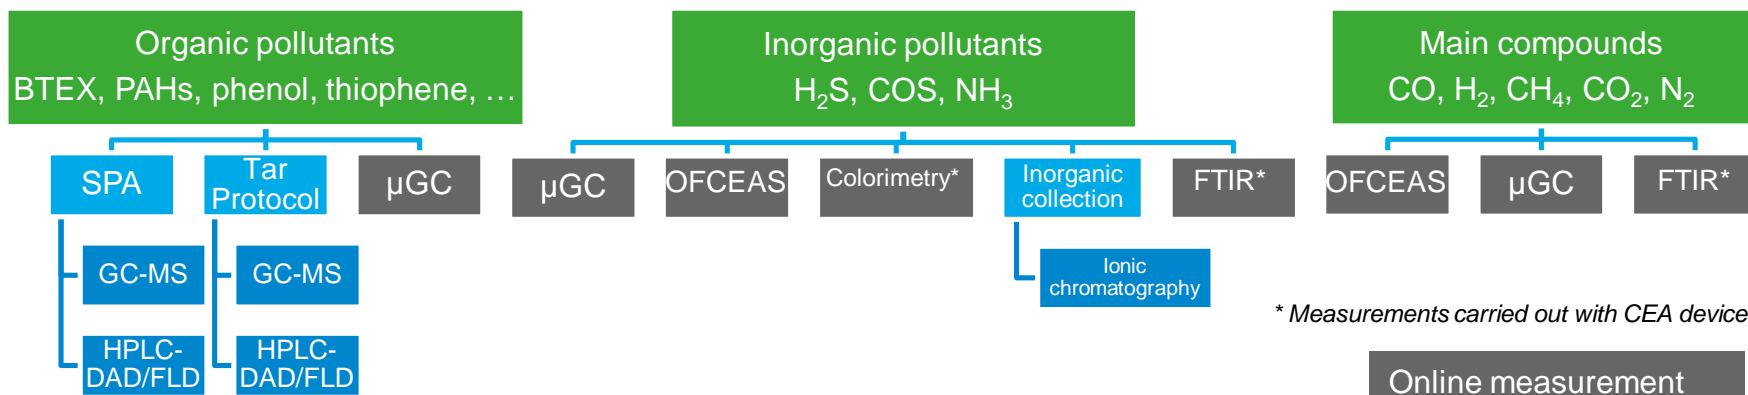 Organic pollutants
BTEX, PAHs, phenol, thiophene, …
Inorganic pollutants
H₂S, COS, NH₃
Main compounds
CO, H₂, CH₄, CO₂, N₂
SPA
Tar
Protocol
µGC
µGC
OFCEAS
Colorimetry*
Inorganic
collection
FTIR*
OFCEAS
µGC
FTIR*
GC-MS
GC-MS
Ionic
chromatography
* Measurements carried out with CEA device
HPLC-
DAD/FLD
HPLC-
DAD/FLD
Online measurement